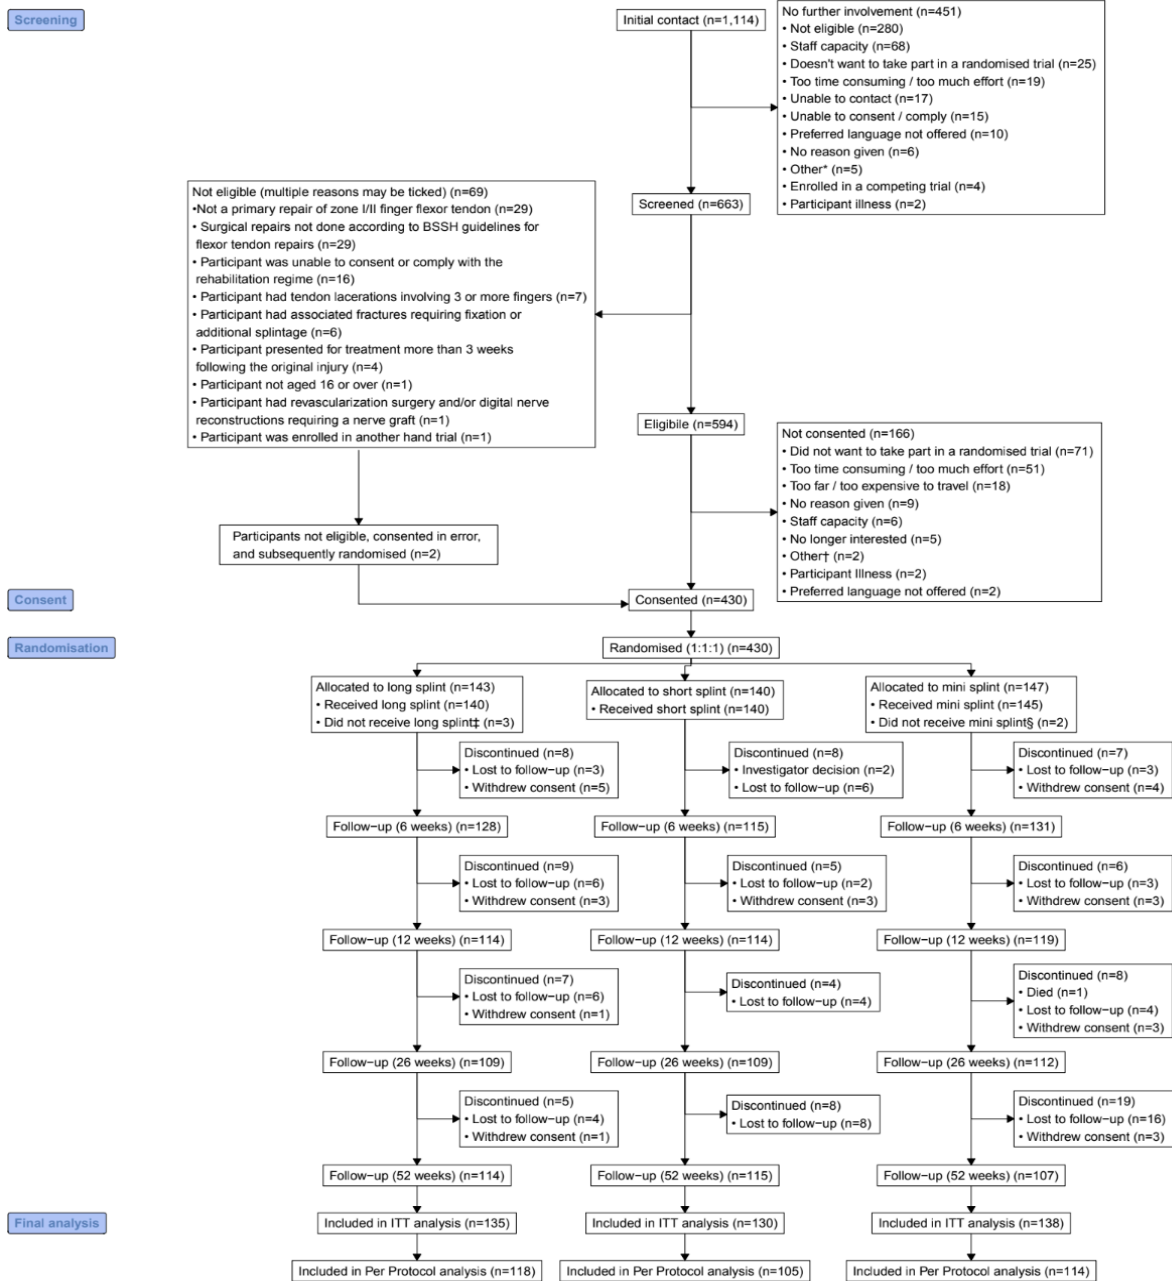 Screening
Initial contact (n=1,114)
No further involvement (n=451)
• Not eligible (n=280)
• Staff capacity (n=68)
• Doesn't want to take part in a randomised trial (n=25)
• Too time consuming / too much effort (n=19)
• Unable to contact (n=17)
• Unable to consent / comply (n=15)
• Preferred language not offered (n=10)
• No reason given (n=6)
• Other* (n=5)
• Enrolled in a competing trial (n=4)
• Participant illness (n=2)
Screened (n=663)
Not eligible (multiple reasons may be ticked) (n=69)
•Not a primary repair of zone I/II finger flexor tendon (n=29)
• Surgical repairs not done according to BSSH guidelines for
flexor tendon repairs (n=29)
• Participant was unable to consent or comply with the
rehabilitation regime (n=16)
• Participant had tendon lacerations involving 3 or more fingers (n=7)
• Participant had associated fractures requiring fixation or
additional splintage (n=6)
• Participant presented for treatment more than 3 weeks
following the original injury (n=4)
• Participant not aged 16 or over (n=1)
• Participant had revascularization surgery and/or digital nerve
reconstructions requiring a nerve graft (n=1)
• Participant was enrolled in another hand trial (n=1)
Eligibile (n=594)
Not consented (n=166)
• Did not want to take part in a randomised trial (n=71)
• Too time consuming / too much effort (n=51)
• Too far / too expensive to travel (n=18)
• No reason given (n=9)
• Staff capacity (n=6)
• No longer interested (n=5)
• Other† (n=2)
• Participant Illness (n=2)
• Preferred language not offered (n=2)
Participants not eligible, consented in error,
and subsequently randomised (n=2)
Consent
Consented (n=430)
Randomisation
Randomised (1:1:1) (n=430)
Allocated to long splint (n=143)
• Received long splint (n=140)
• Did not receive long splint‡ (n=3)
Allocated to short splint (n=140)
• Received short splint (n=140)
Allocated to mini splint (n=147)
• Received mini splint (n=145)
• Did not receive mini splint§ (n=2)
Discontinued (n=8)
• Lost to follow−up (n=3)
• Withdrew consent (n=5)
Discontinued (n=8)
• Investigator decision (n=2)
• Lost to follow−up (n=6)
Discontinued (n=7)
• Lost to follow−up (n=3)
• Withdrew consent (n=4)
Follow−up (6 weeks) (n=128)
Follow−up (6 weeks) (n=115)
Follow−up (6 weeks) (n=131)
Discontinued (n=9)
• Lost to follow−up (n=6)
• Withdrew consent (n=3)
Discontinued (n=5)
• Lost to follow−up (n=2)
• Withdrew consent (n=3)
Discontinued (n=6)
• Lost to follow−up (n=3)
• Withdrew consent (n=3)
Follow−up (12 weeks) (n=114)
Follow−up (12 weeks) (n=114)
Follow−up (12 weeks) (n=119)
Discontinued (n=7)
• Lost to follow−up (n=6)
• Withdrew consent (n=1)
Discontinued (n=4)
• Lost to follow−up (n=4)
Discontinued (n=8)
• Died (n=1)
• Lost to follow−up (n=4)
• Withdrew consent (n=3)
Follow−up (26 weeks) (n=109)
Follow−up (26 weeks) (n=109)
Follow−up (26 weeks) (n=112)
Discontinued (n=5)
• Lost to follow−up (n=4)
• Withdrew consent (n=1)
Discontinued (n=8)
• Lost to follow−up (n=8)
Discontinued (n=19)
• Lost to follow−up (n=16)
• Withdrew consent (n=3)
Follow−up (52 weeks) (n=114)
Follow−up (52 weeks) (n=115)
Follow−up (52 weeks) (n=107)
Final analysis
Included in ITT analysis (n=135)
Included in ITT analysis (n=130)
Included in ITT analysis (n=138)
Included in Per Protocol analysis (n=118)
Included in Per Protocol analysis (n=105)
Included in Per Protocol analysis (n=114)